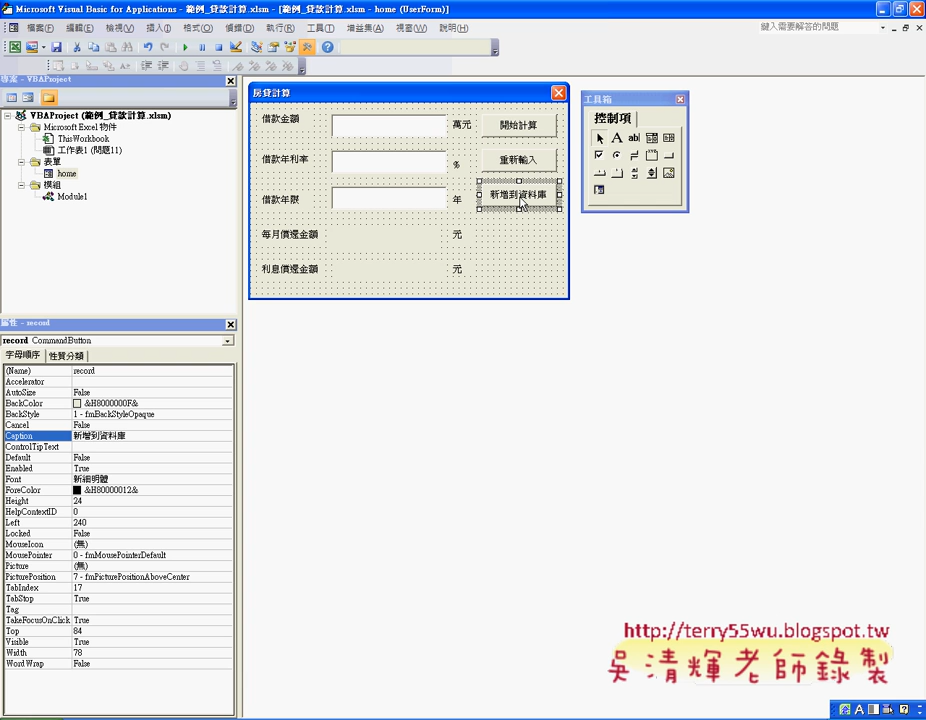 Microsoft Visual Basic for Applications - 範例_貸款計算.xlsm - [範例_貸款計算.xlsm - home (UserForm)]
檔案(F) 編輯(E) 檢視(V) 插入(I) 格式(O) 偵錯(D) 執行(R) 工具(T) 增益集(A) 視窗(W) 說明(H)
鍵入需要解答的問題
專案 - VBAProject
VBAProject (範例_貸款計算.xlsm)
Microsoft Excel 物件
ThisWorkbook
工作表1 (問題11)
表單
home
模組
Module1
屬性 - record
record CommandButton
字母順序 性質分類
(Name) record
Accelerator
AutoSize False
BackColor &H8000000F&
BackStyle 1 - fmBackStyleOpaque
Cancel False
Caption 新增到資料庫
ControlTipText
Default False
Enabled True
Font 新細明體
ForeColor &H80000012&
Height 24
HelpContextID 0
Left 240
Locked False
MouseIcon (無)
MousePointer 0 - fmMousePointerDefault
Picture (無)
PicturePosition 7 - fmPicturePositionAboveCenter
TabIndex 17
TabStop True
Tag
TakeFocusOnClick True
Top 84
Visible True
Width 78
WordWrap False
房貸計算
借款金額 萬元 開始計算
借款年利率 % 重新輸入
借款年限 年 新增到資料庫
每月償還金額 元
利息償還金額 元
工具箱
控制項
http://terry55wu.blogspot.tw
吳清輝老師錄製